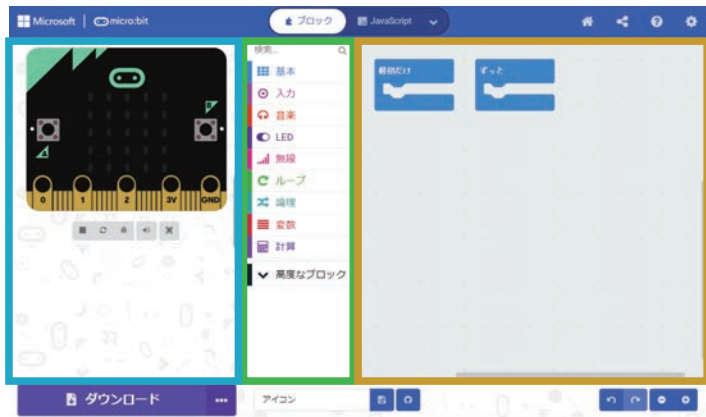 Microsoft micro:bit ブロック JavaScript
検索...
基本
入力
音楽
LED
無線
ループ
論理
変数
計算
高度なブロック
最初だけ ずっと
B
A
0 1 2 3V GND
ダウンロード ... アイコン